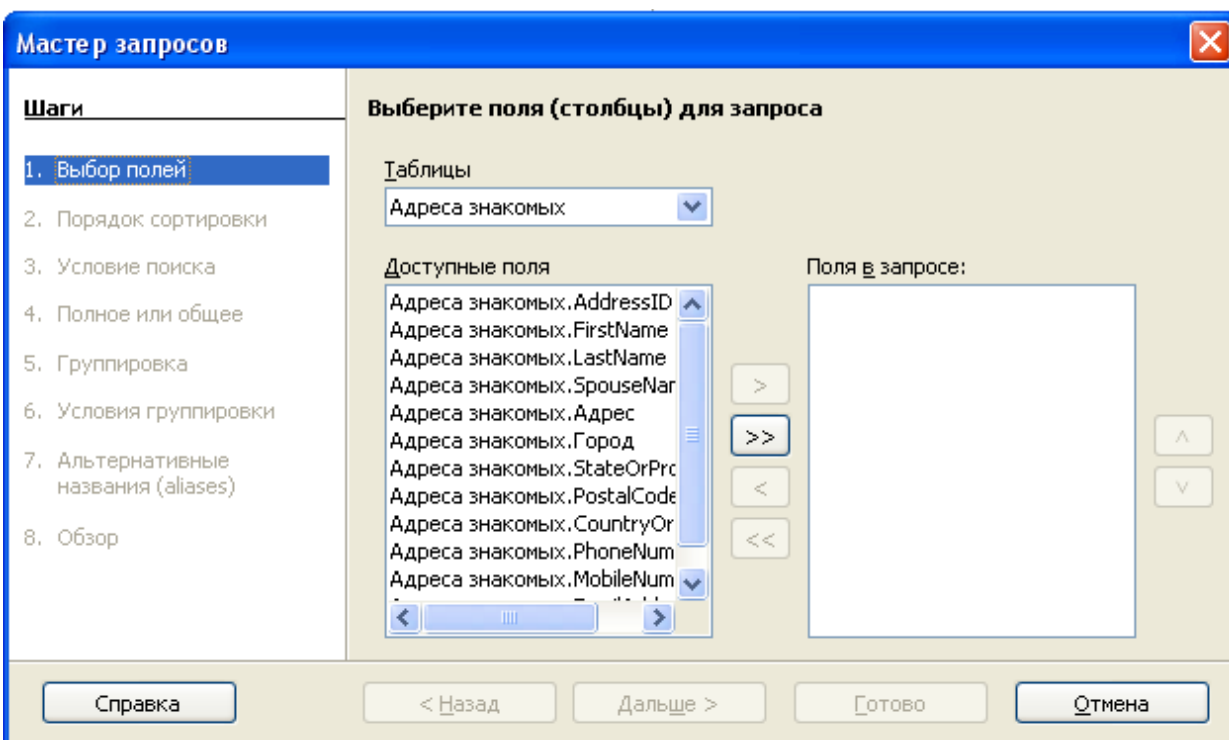 Мастер запросов
Шаги
1. Выбор полей
2. Порядок сортировки
3. Условие поиска
4. Полное или общее
5. Группировка
6. Условия группировки
7. Альтернативные
названия (aliases)
8. Обзор
Выберите поля (столбцы) для запроса
Таблицы
Адреса знакомых
Доступные поля
Адреса знакомых.AddressID
Адреса знакомых.FirstName
Адреса знакомых.LastName
Адреса знакомых.SpouseNar
Адреса знакомых.Адрес
Адреса знакомых.Город
Адреса знакомых.StateOrPro
Адреса знакомых.PostalCode
Адреса знакомых.CountryOr
Адреса знакомых.PhoneNum
Адреса знакомых.MobileNum
>
>>
<
<<
Поля в запросе:
Справка
< Назад
Дальше >
Готово
Отмена